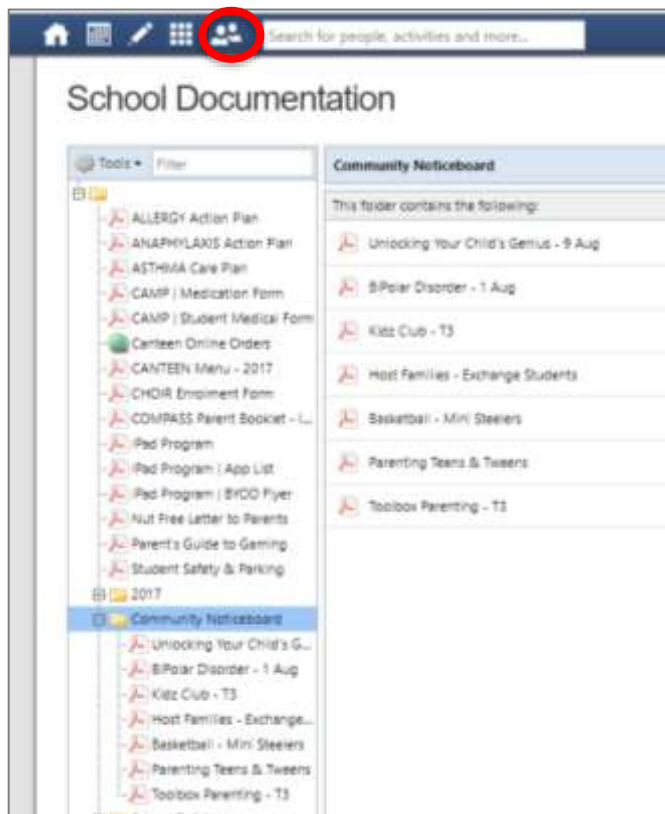 Search for people, activities and more...
School Documentation
Tools
Filter
ALLERGY Action Plan
ANAPHYLAXIS Action Plan
ASTHMA Care Plan
CAMP | Medication Form
CAMP | Student Medical Form
Canteen Online Orders
CANTEEN Menu - 2017
CHOIR Enrolment Form
COMPASS Parent Booklet - I...
iPad Program
iPad Program | App List
iPad Program | BYOD Flyer
Nut Free Letter to Parents
Parent's Guide to Gaming
Student Safety & Parking
2017
Community Noticeboard
Unlocking Your Child's G...
BiPolar Disorder - 1 Aug
Kidz Club - T3
Host Families - Exchange...
Basketball - Mini Steelers
Parenting Teens & Tweens
Toolbox Parenting - T3
Community Noticeboard
This folder contains the following:
Unlocking Your Child's Genius - 9 Aug
BiPolar Disorder - 1 Aug
Kidz Club - T3
Host Families - Exchange Students
Basketball - Mini Steelers
Parenting Teens & Tweens
Toolbox Parenting - T3